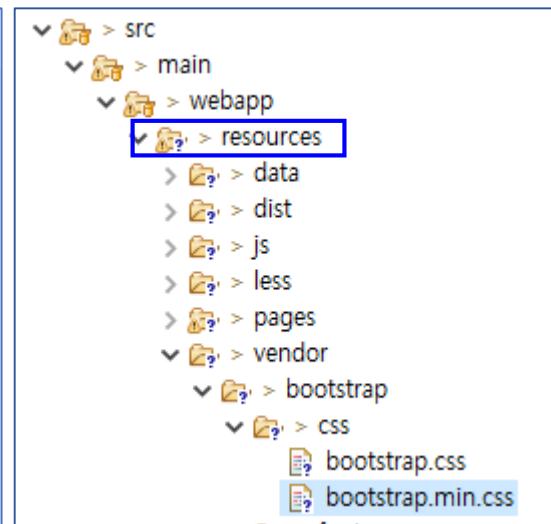 > src
> main
> webapp
> resources
> data
> dist
> js
> less
> pages
> vendor
> bootstrap
> css
bootstrap.css
bootstrap.min.css